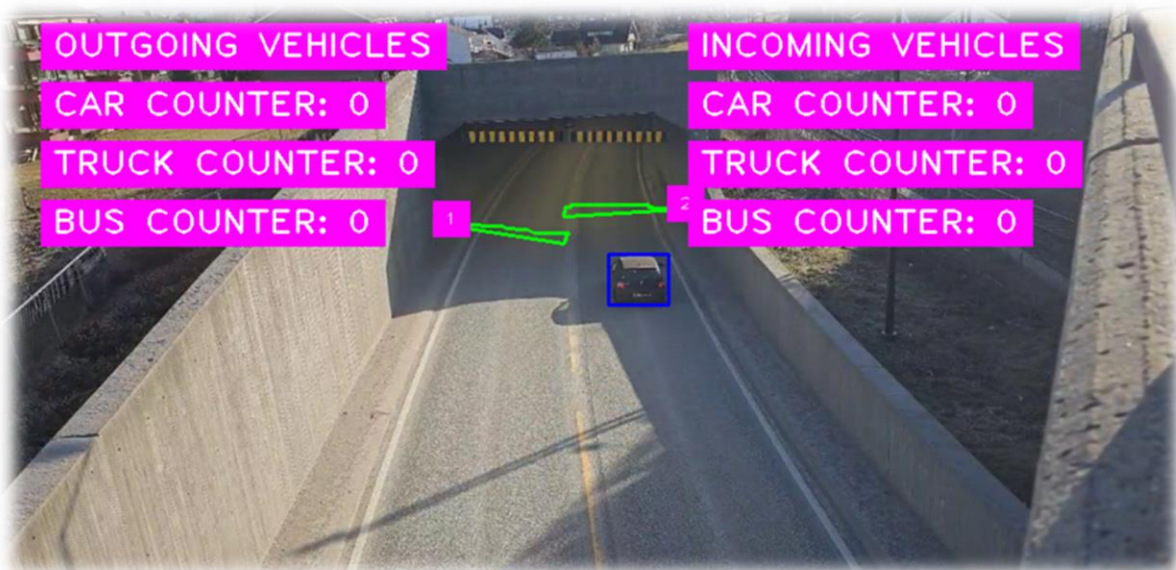 OUTGOING VEHICLES
CAR COUNTER: 0
TRUCK COUNTER: 0
BUS COUNTER: 0
1
INCOMING VEHICLES
CAR COUNTER: 0
TRUCK COUNTER: 0
BUS COUNTER: 0